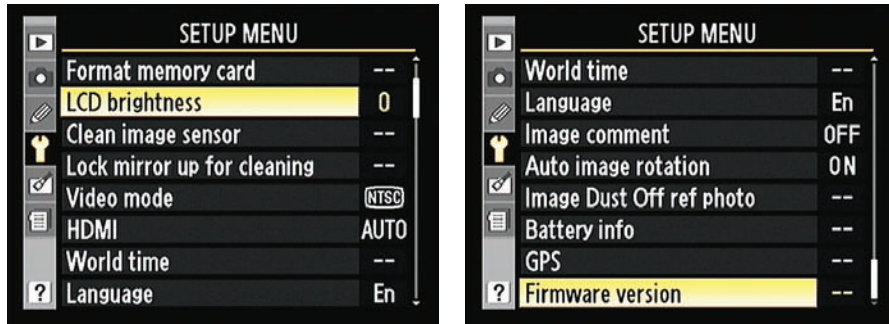 SETUP MENU
Format memory card --
LCD brightness 0
Clean image sensor --
Lock mirror up for cleaning --
Video mode NTSC
HDMI AUTO
World time --
Language En
?
SETUP MENU
World time --
Language En
Image comment OFF
Auto image rotation ON
Image Dust Off ref photo --
Battery info --
GPS --
Firmware version --
?